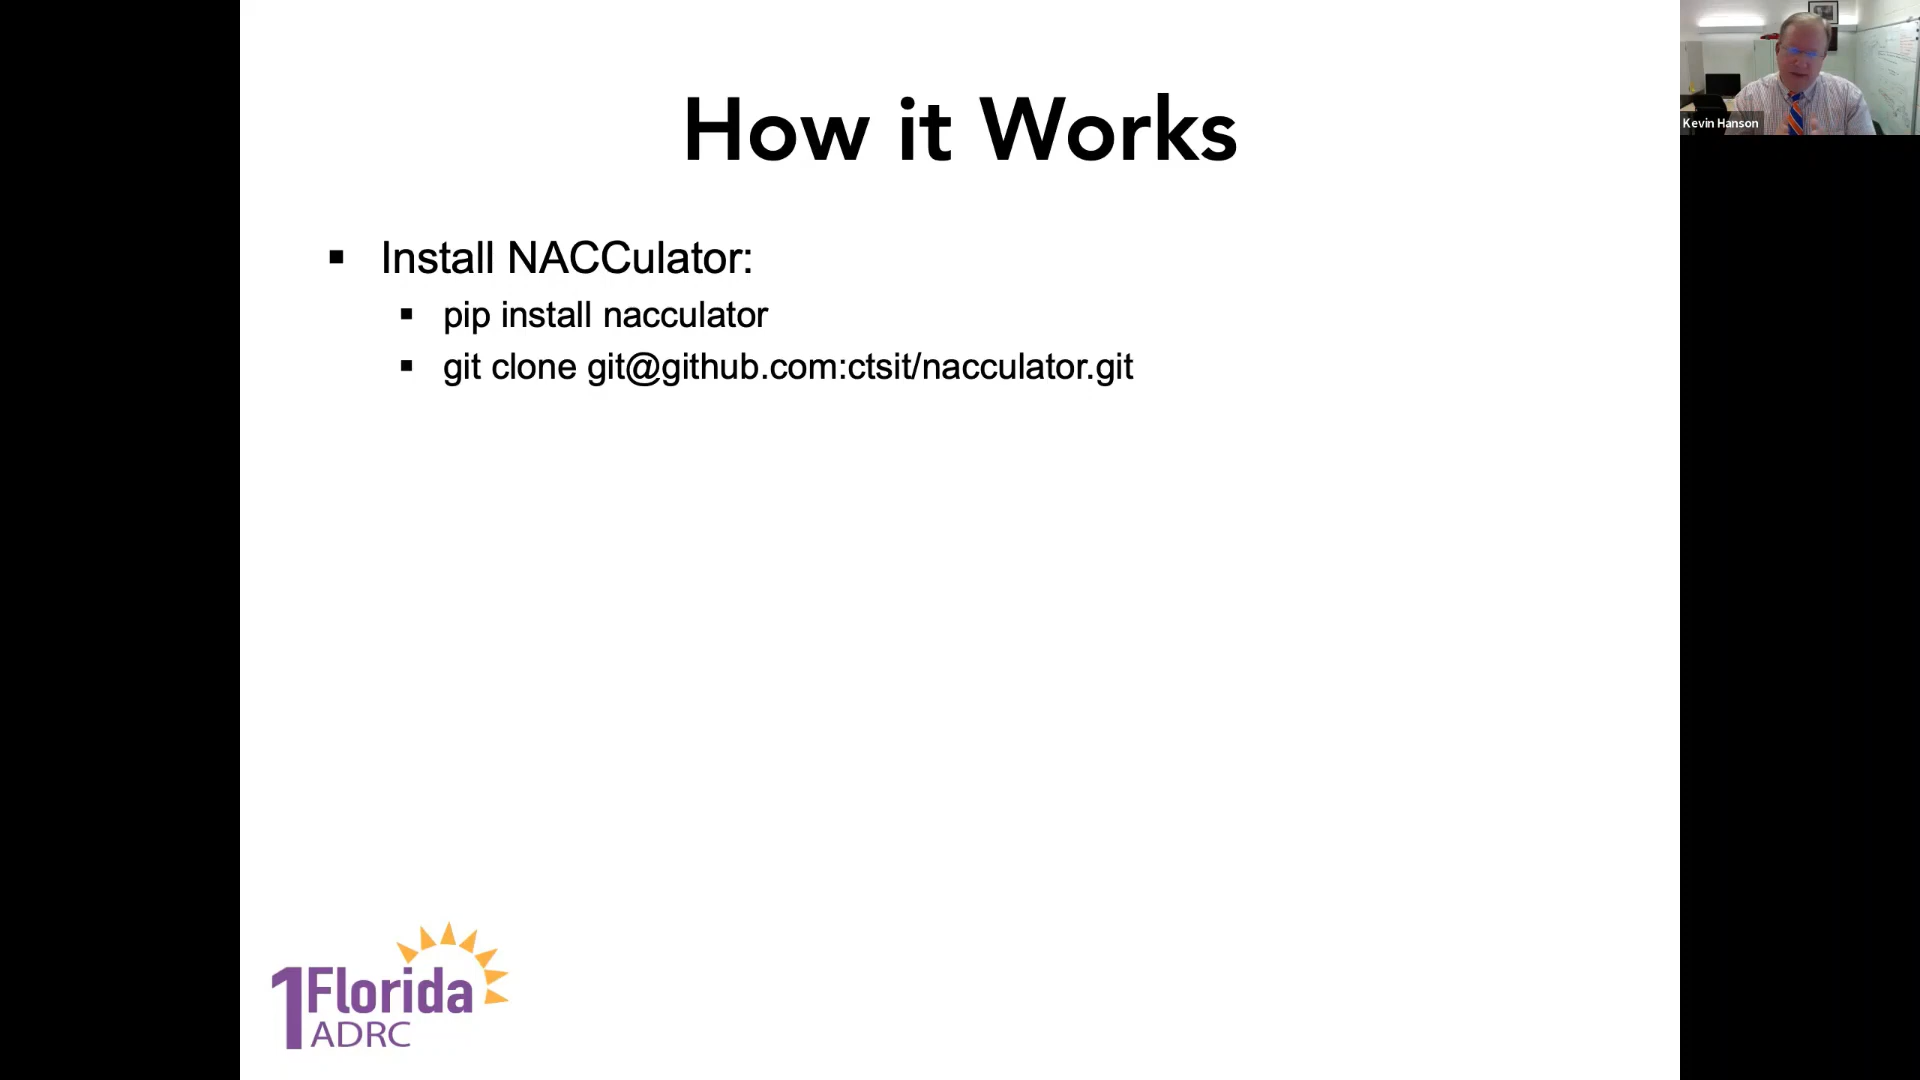 How it Works
Kevin Hanson
▪ Install NACCulator:
▪ pip install nacculator
▪ git clone git@github.com:ctsit/nacculator.git
1Florida
ADRC